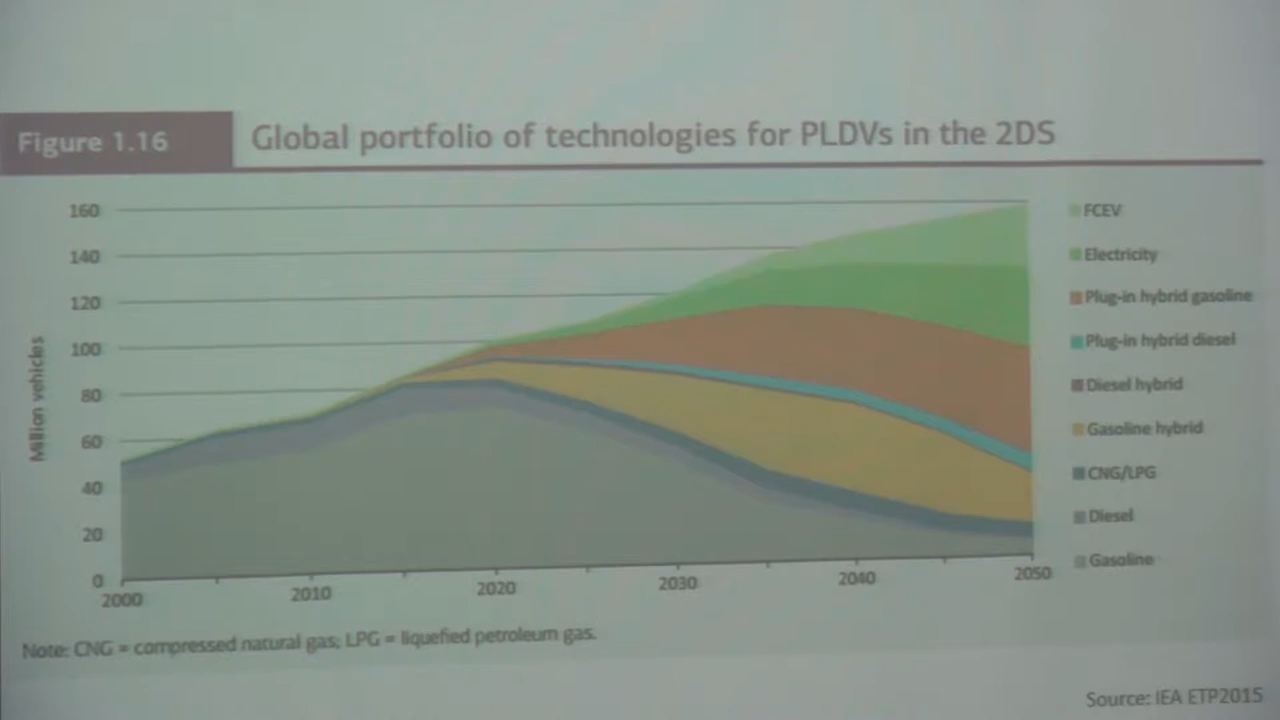 Figure 1.16
Global portfolio of technologies for PLDVs in the 2DS
Million vehicles
160
140
120
100
80
60
40
20
0
2000
2010
2020
2030
2040
2050
FCEV
Electricity
Plug-in hybrid gasoline
Plug-in hybrid diesel
Diesel hybrid
Gasoline hybrid
CNG/LPG
Diesel
Gasoline
Note: CNG = compressed natural gas; LPG = liquefied petroleum gas.
Source: IEA ETP2015